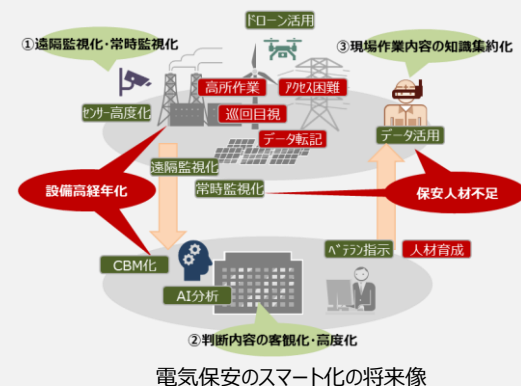 ドローン活用
①遠隔監視化・常時監視化
③現場作業内容の知識集約化
高所作業
アクセス困難
センサー高度化
巡回目視
データ転記
データ活用
遠隔監視化
設備高経年化
常時監視化
保安人材不足
ベテラン指示
人材育成
CBM化
AI分析
②判断内容の客観化・高度化
電気保安のスマート化の将来像